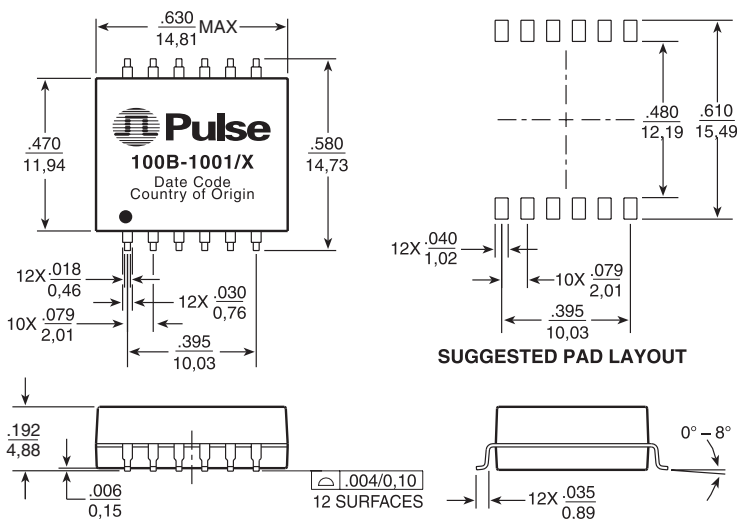 .630
14,81
MAX
.470
11,94
Pulse
100B-1001/X
Date Code
Country of Origin
.580
14,73
12X .018
0,46
12X .030
0,76
10X .079
2,01
.395
10,03
.480
12,19
.610
15,49
12X .040
1,02
10X .079
2,01
.395
10,03
SUGGESTED PAD LAYOUT
.192
4,88
.006
0,15
.004/0,10
12 SURFACES
0° – 8°
12X .035
0.89